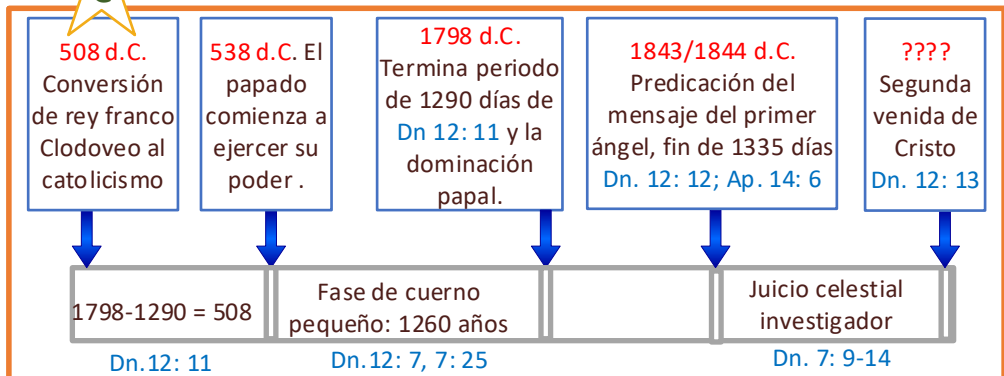 508 d.C.
Conversión
de rey franco
Clodoveo al
catolicismo
538 d.C. El
papado
comienza a
ejercer su
poder .
1798 d.C.
Termina periodo
de 1290 días de
Dn 12: 11 y la
dominación
papal.
1843/1844 d.C.
Predicación del
mensaje del primer
ángel, fin de 1335 días
Dn. 12: 12; Ap. 14: 6
????
Segunda
venida de
Cristo
Dn. 12: 13
1798-1290 = 508
Fase de cuerno
pequeño: 1260 años
Juicio celestial
investigador
Dn.12: 11
Dn.12: 7, 7: 25
Dn. 7: 9-14